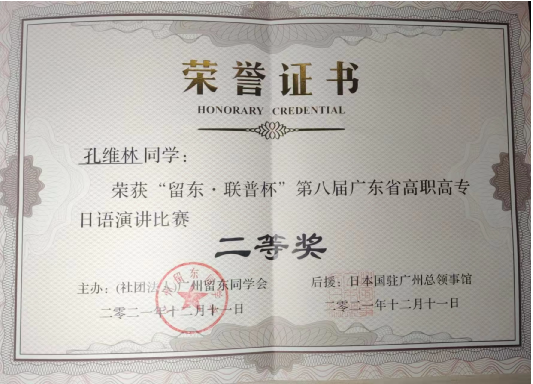 荣誉证书
HONORARY CREDENTIAL
孔维林同学：
荣获“留东·联普杯”第八届广东省高职高专
日语演讲比赛
二等奖
主办：(社团法人)广州留东同学会
后援：日本国驻广州总领事馆
二零二一年十二月十一日
二零二一年十二月十一日